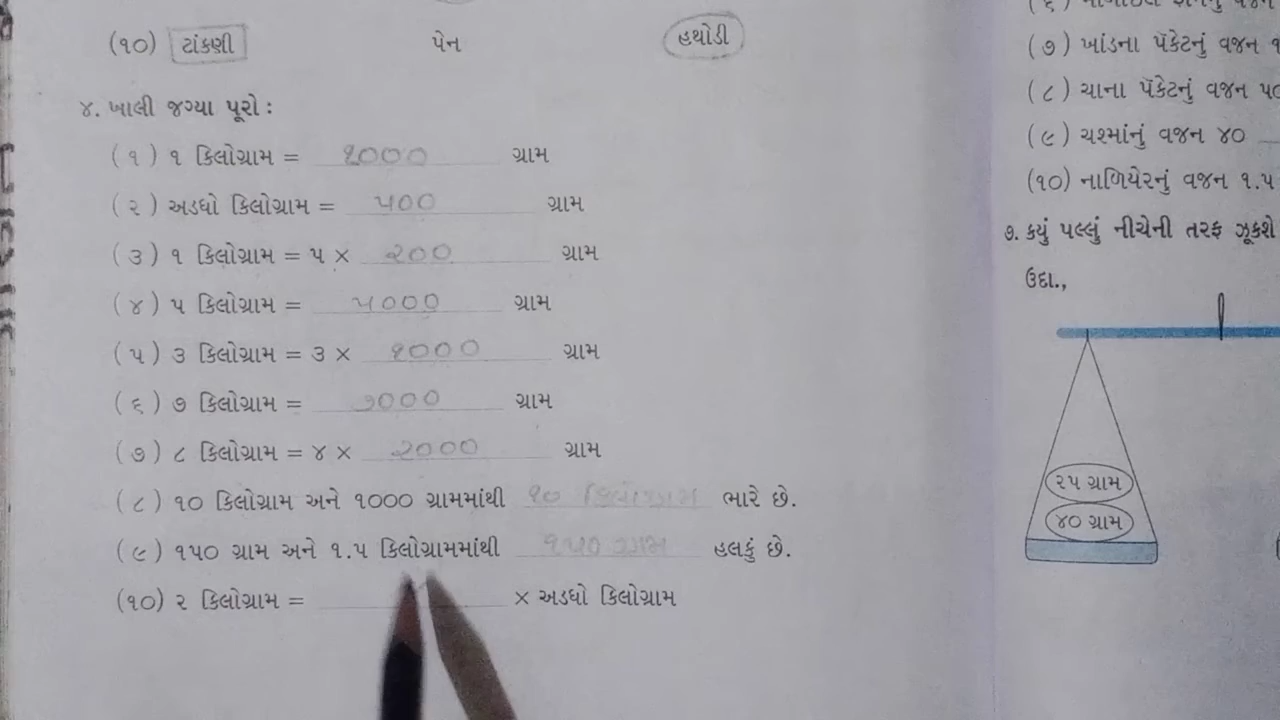 (૧૦) ટાંકણી પેન હથોડી
૪. ખાલી જગ્યા પૂરો :
(૧) ૧ કિલોગ્રામ = ૧૦૦૦ ગ્રામ
(૨) અડધો કિલોગ્રામ = ૫૦૦ ગ્રામ
(૩) ૧ કિલોગ્રામ = ૫ × ૨૦૦ ગ્રામ
(૪) ૫ કિલોગ્રામ = ૫૦૦૦ ગ્રામ
(૫) ૩ કિલોગ્રામ = ૩ × ૧૦૦૦ ગ્રામ
(૬) ૭ કિલોગ્રામ = ૭૦૦૦ ગ્રામ
(૭) ૮ કિલોગ્રામ = ૪ × ૨૦૦૦ ગ્રામ
(૮) ૧૦ કિલોગ્રામ અને ૧૦૦૦ ગ્રામમાંથી ૧૦ કિલોગ્રામ ભારે છે.
(૯) ૧૫૦ ગ્રામ અને ૧.૫ કિલોગ્રામમાંથી ૧૫૦ ગ્રામ હલકું છે.
(૧૦) ૨ કિલોગ્રામ = × અડધો કિલોગ્રામ
(૭) ખાંડના પૅકેટનું વજન ૧
(૮) ચાના પૅકેટનું વજન ૫૦
(૯) ચશ્માંનું વજન ૪૦
(૧૦) નાળિયેરનું વજન ૧.૫
૭. કયું પલ્લું નીચેની તરફ ઝૂકશે
ઉદા.,
૨૫ ગ્રામ
૪૦ ગ્રામ